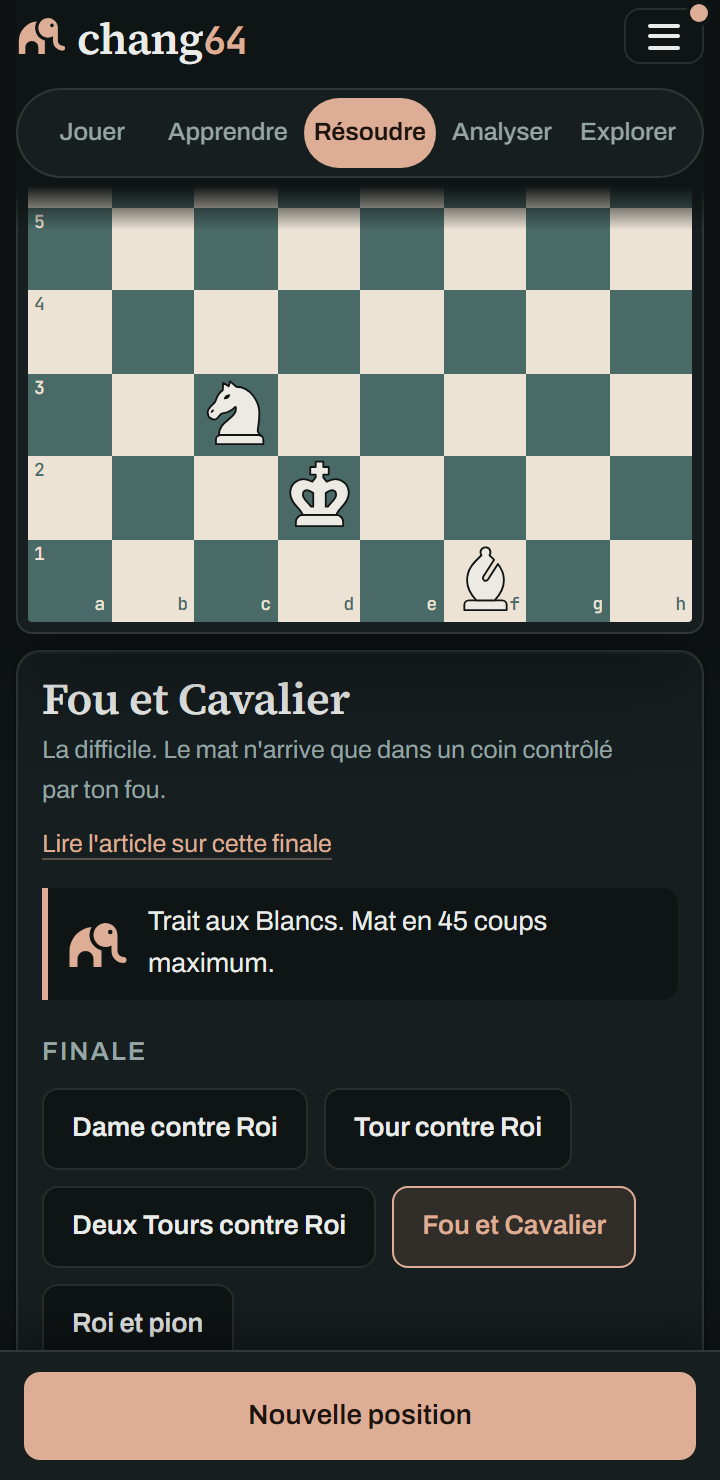 chang64
Jouer Apprendre Résoudre Analyser Explorer
5
4
3
2
1
a b c d e f g h
Fou et Cavalier
La difficile. Le mat n'arrive que dans un coin contrôlé
par ton fou.
Lire l'article sur cette finale
Trait aux Blancs. Mat en 45 coups
maximum.
FINALE
Dame contre Roi Tour contre Roi
Deux Tours contre Roi Fou et Cavalier
Roi et pion
Nouvelle position